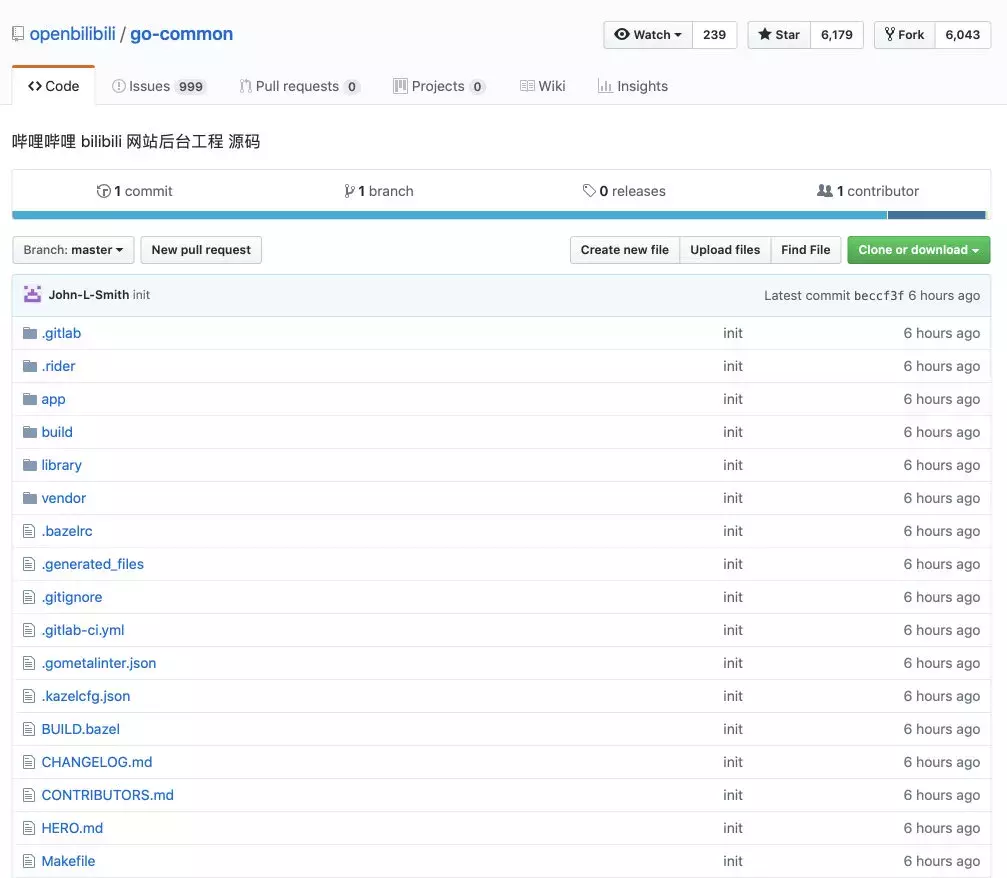 openbilibili / go-common Watch 239 Star 6,179 Fork 6,043
Code Issues 999 Pull requests 0 Projects 0 Wiki Insights
哔哩哔哩 bilibili 网站后台工程 源码
1 commit 1 branch 0 releases 1 contributor
Branch: master New pull request Create new file Upload files Find File Clone or download
John-L-Smith init Latest commit beccf3f 6 hours ago
.gitlab init 6 hours ago
.rider init 6 hours ago
app init 6 hours ago
build init 6 hours ago
library init 6 hours ago
vendor init 6 hours ago
.bazelrc init 6 hours ago
.generated_files init 6 hours ago
.gitignore init 6 hours ago
.gitlab-ci.yml init 6 hours ago
.gometalinter.json init 6 hours ago
.kazelcfg.json init 6 hours ago
BUILD.bazel init 6 hours ago
CHANGELOG.md init 6 hours ago
CONTRIBUTORS.md init 6 hours ago
HERO.md init 6 hours ago
Makefile init 6 hours ago